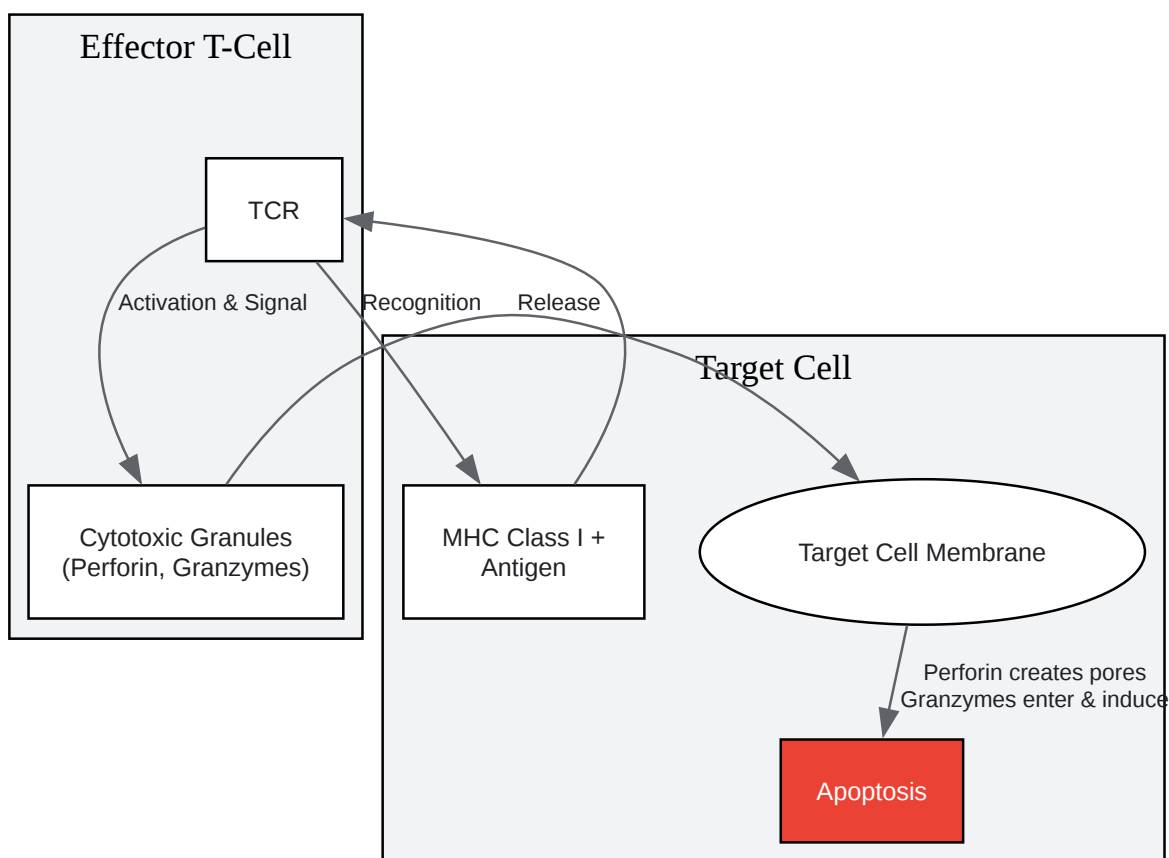 Effector T-Cell
TCR
Activation & Signal
Recognition
Release
Target Cell
Cytotoxic Granules
(Perforin, Granzymes)
MHC Class I +
Antigen
Target Cell Membrane
Perforin creates pores
Granzymes enter & induce
Apoptosis